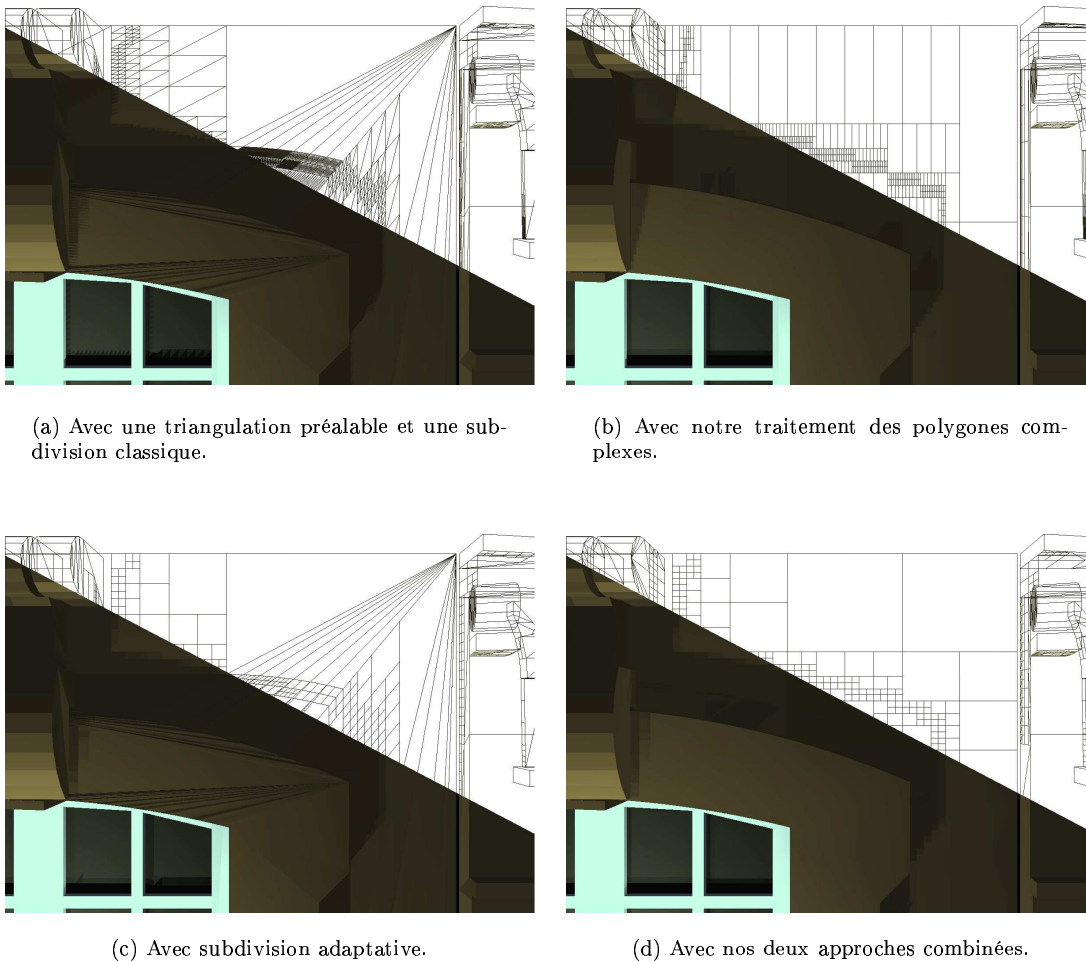 (a) Avec une triangulation préalable et une sub-
division classique.
(b) Avec notre traitement des polygones com-
plexes.
(c) Avec subdivision adaptative.
(d) Avec nos deux approches combinées.